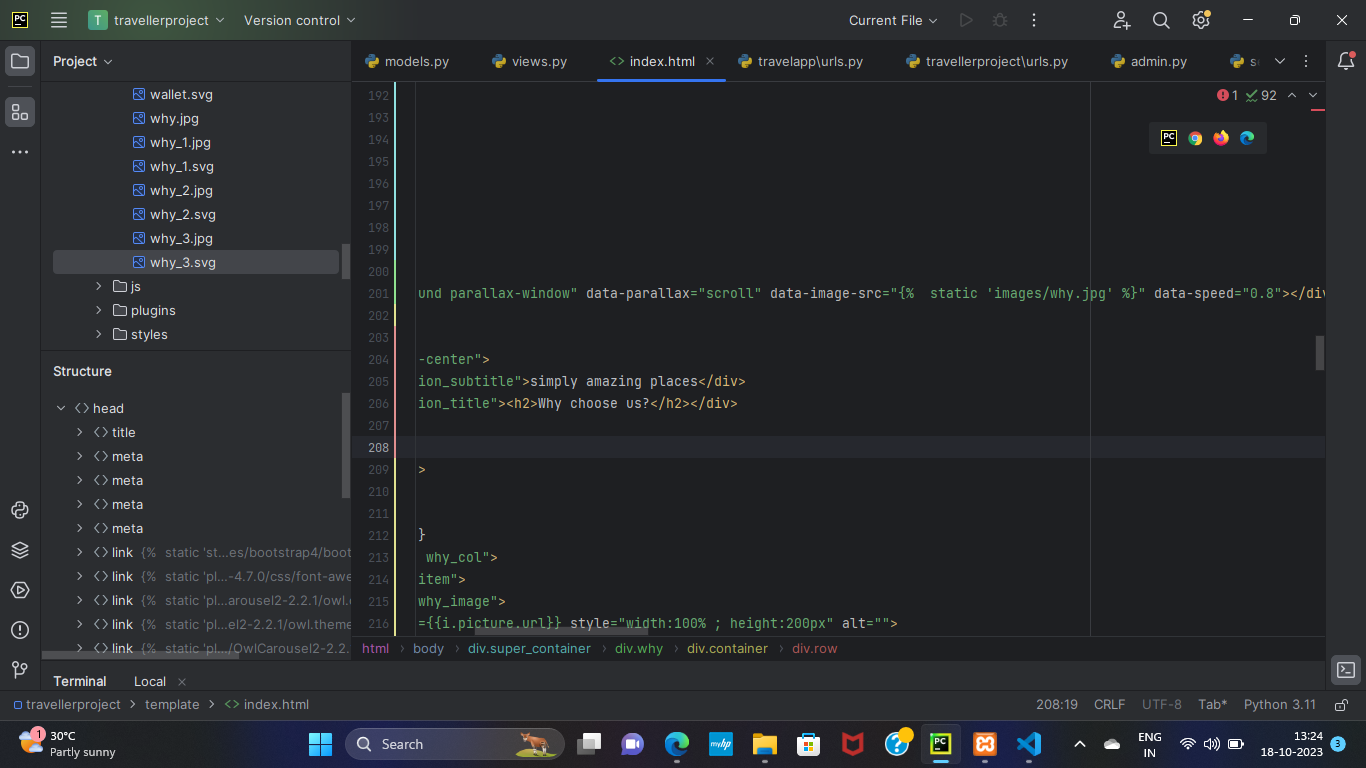 PC
T travellerproject
Version control
Current File
Project
wallet.svg
why.jpg
why_1.jpg
why_1.svg
why_2.jpg
why_2.svg
why_3.jpg
why_3.svg
js
plugins
styles
Structure
head
title
meta
meta
meta
meta
link {% static 'st...es/bootstrap4/boot
link {% static 'pl...-4.7.0/css/font-awe
link {% static 'pl...arousel2-2.2.1/owl.
link {% static 'pl...el2-2.2.1/owl.theme
link {% static 'pl.../OwlCarousel2-2.2.
models.py
views.py
index.html
travelapp\urls.py
travellerproject\urls.py
admin.py
s
1 92
PC
192
193
194
195
196
197
198
199
200
201 und parallax-window" data-parallax="scroll" data-image-src="{%  static 'images/why.jpg' %}" data-speed="0.8"></div
202
203
204 -center">
205 ion_subtitle">simply amazing places</div>
206 ion_title"><h2>Why choose us?</h2></div>
207
208
209 >
210
211
212 }
213 why_col">
214 item">
215 why_image">
216 ={{i.picture.url}} style="width:100% ; height:200px" alt="">
html › body › div.super_container › div.why › div.container › div.row
Terminal Local
travellerproject > template > index.html
208:19 CRLF UTF-8 Tab* Python 3.11
1
30°C
Partly sunny
Search
myhp
PC
ENG
IN
13:24
18-10-2023
3